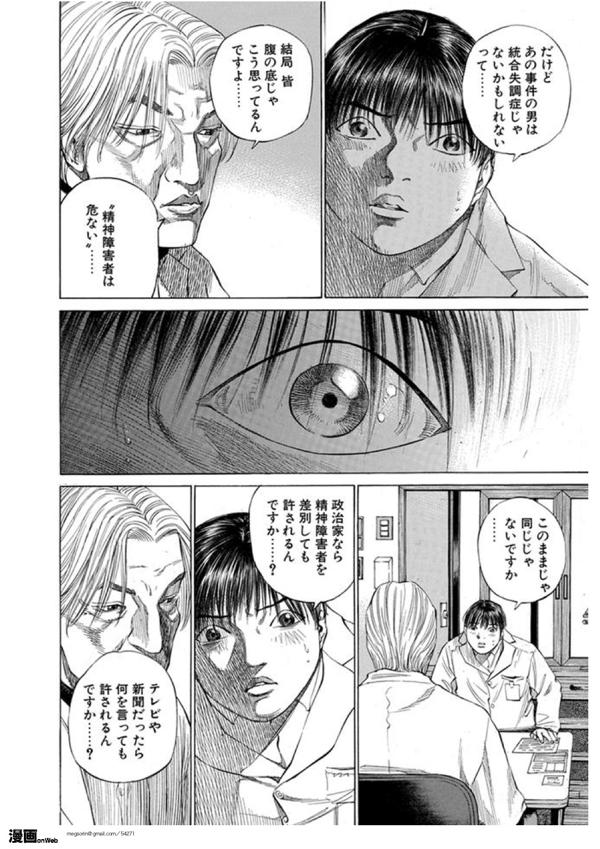 だけど
あの事件の男は
統合失調症じゃ
ないかもしれない
って……
結局 皆
腹の底じゃ
こう思ってるん
ですよ……
〝精神障害者は
危ない〟……
このままじゃ
同じじゃ
ないですか
……
政治家なら
精神障害者を
差別しても
許されるん
ですか……？
テレビや
新聞だったら
何を言っても
許されるん
ですか……？
漫画 on Web
megaorin@gmail.com/54271